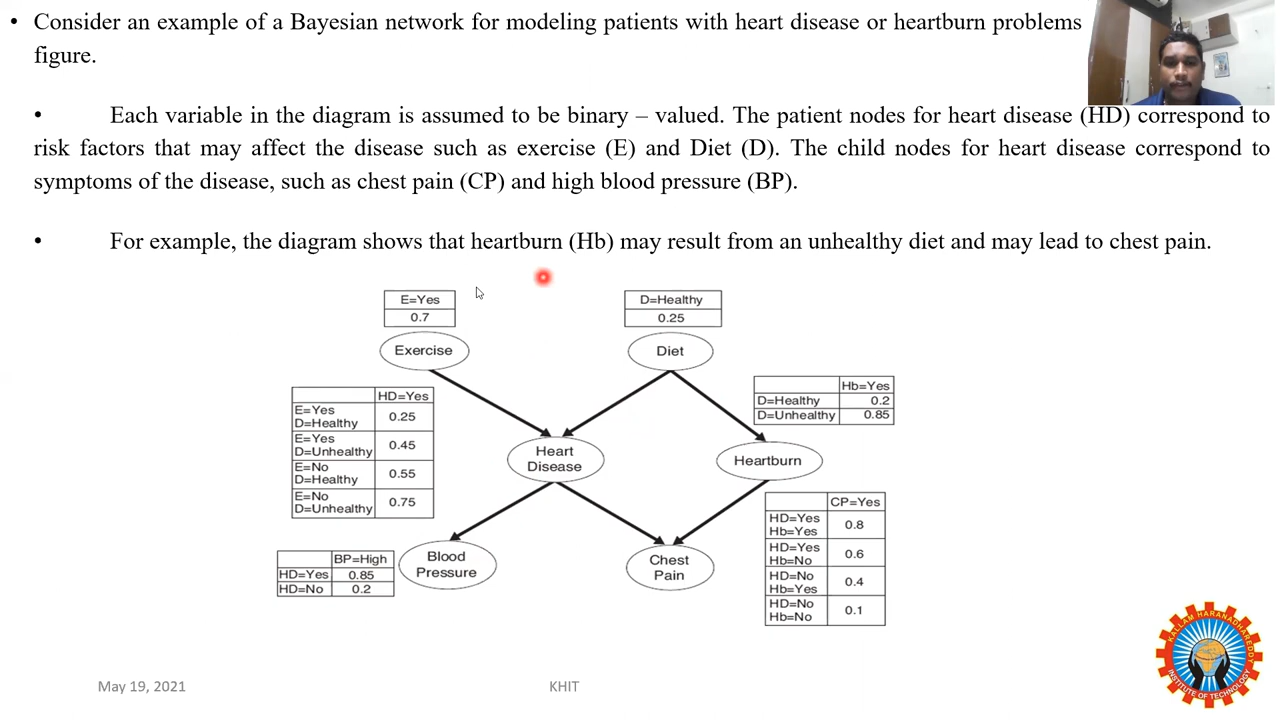 • Consider an example of a Bayesian network for modeling patients with heart disease or heartburn problems
figure.
• Each variable in the diagram is assumed to be binary – valued. The patient nodes for heart disease (HD) correspond to
risk factors that may affect the disease such as exercise (E) and Diet (D). The child nodes for heart disease correspond to
symptoms of the disease, such as chest pain (CP) and high blood pressure (BP).
• For example, the diagram shows that heartburn (Hb) may result from an unhealthy diet and may lead to chest pain.
E=Yes
0.7
Exercise
D=Healthy
0.25
Diet
HD=Yes
E=Yes
D=Healthy 0.25
E=Yes
D=Unhealthy 0.45
E=No
D=Healthy 0.55
E=No
D=Unhealthy 0.75
Hb=Yes
D=Healthy 0.2
D=Unhealthy 0.85
Heart
Disease
Heartburn
CP=Yes
HD=Yes
Hb=Yes 0.8
HD=Yes
Hb=No 0.6
HD=No
Hb=Yes 0.4
HD=No
Hb=No 0.1
BP=High
HD=Yes 0.85
HD=No 0.2
Blood
Pressure
Chest
Pain
KALLAM HARANADHAREDDY
INSTITUTE OF TECHNOLOGY
May 19, 2021
KHIT